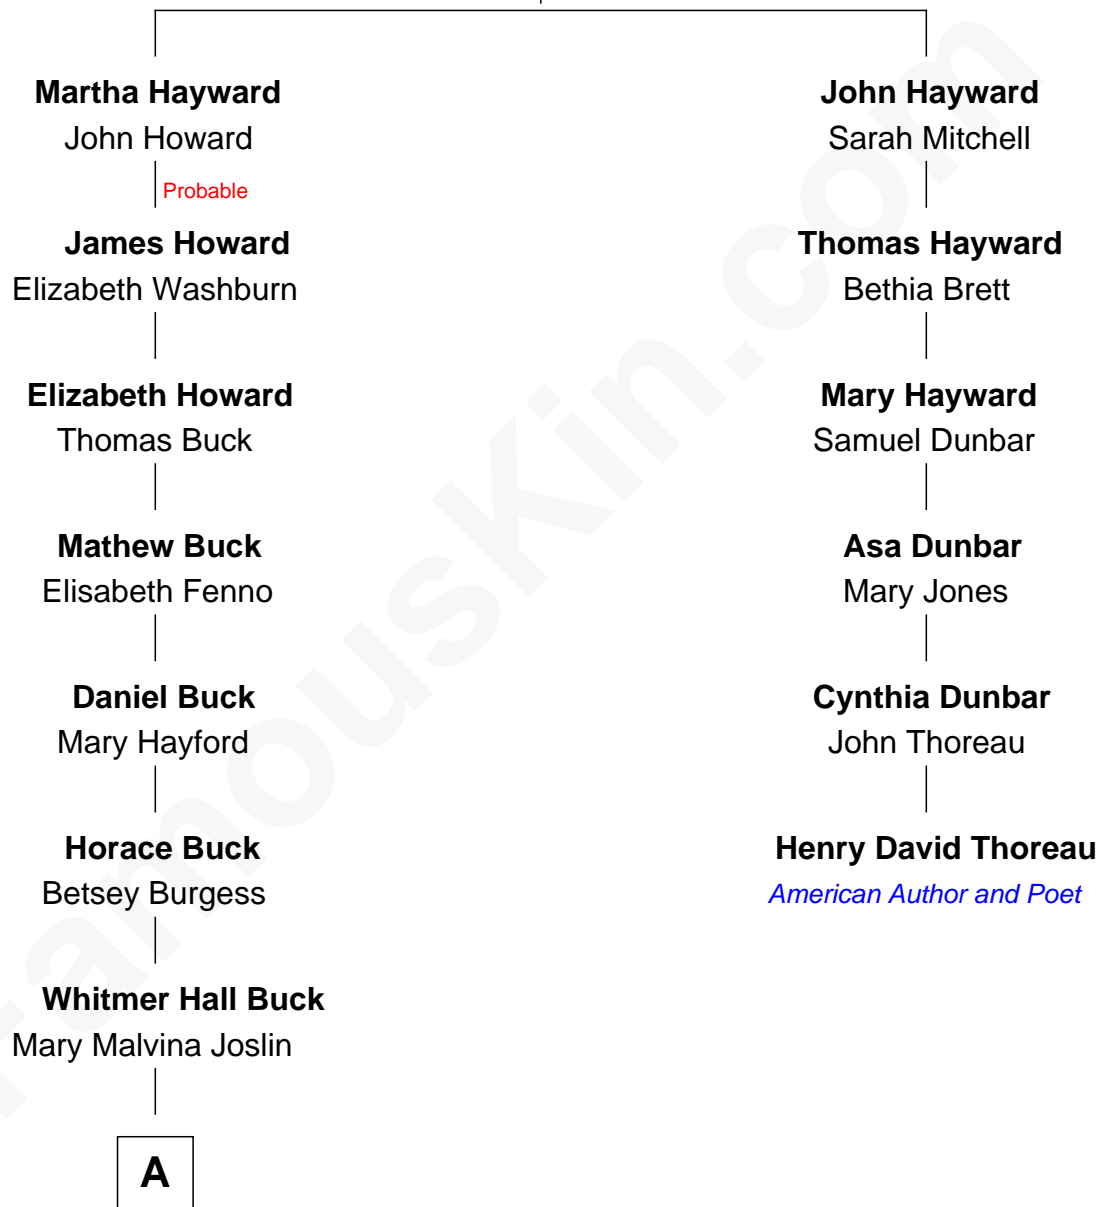 Martha Hayward
John Howard
Probable
James Howard
Elizabeth Washburn
Elizabeth Howard
Thomas Buck
Mathew Buck
Elisabeth Fenno
Daniel Buck
Mary Hayford
Horace Buck
Betsey Burgess
Whitmer Hall Buck
Mary Malvina Joslin
A
John Hayward
Sarah Mitchell
Thomas Hayward
Bethia Brett
Mary Hayward
Samuel Dunbar
Asa Dunbar
Mary Jones
Cynthia Dunbar
John Thoreau
Henry David Thoreau
American Author and Poet
FamousKin.com